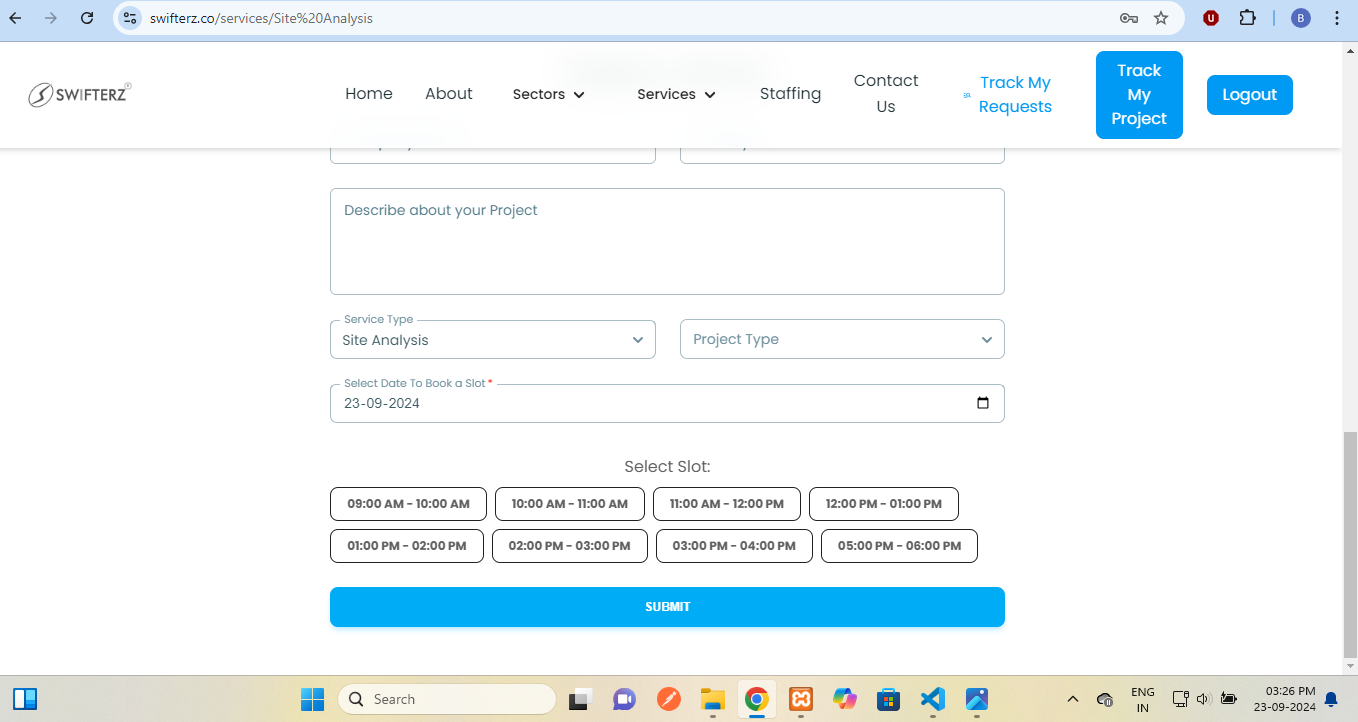 swifterz.co/services/Site%20Analysis
U
B
SWIFTERZ®
Home
About
Sectors
Services
Staffing
Contact
Us
Track My
Requests
Track
My
Project
Logout
Describe about your Project
Service Type
Site Analysis
Project Type
Select Date To Book a Slot *
23-09-2024
Select Slot:
09:00 AM - 10:00 AM
10:00 AM - 11:00 AM
11:00 AM - 12:00 PM
12:00 PM - 01:00 PM
01:00 PM - 02:00 PM
02:00 PM - 03:00 PM
03:00 PM - 04:00 PM
05:00 PM - 06:00 PM
SUBMIT
Search
ENG
IN
03:26 PM
23-09-2024